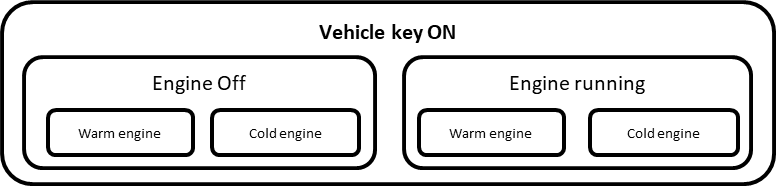 Vehicle key ON
Engine Off
Engine running
Warm engine
Cold engine
Warm engine
Cold engine